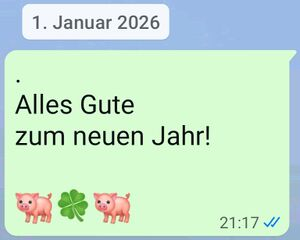 1. Januar 2026
.
Alles Gute
zum neuen Jahr!
🐖🍀🐖
21:17